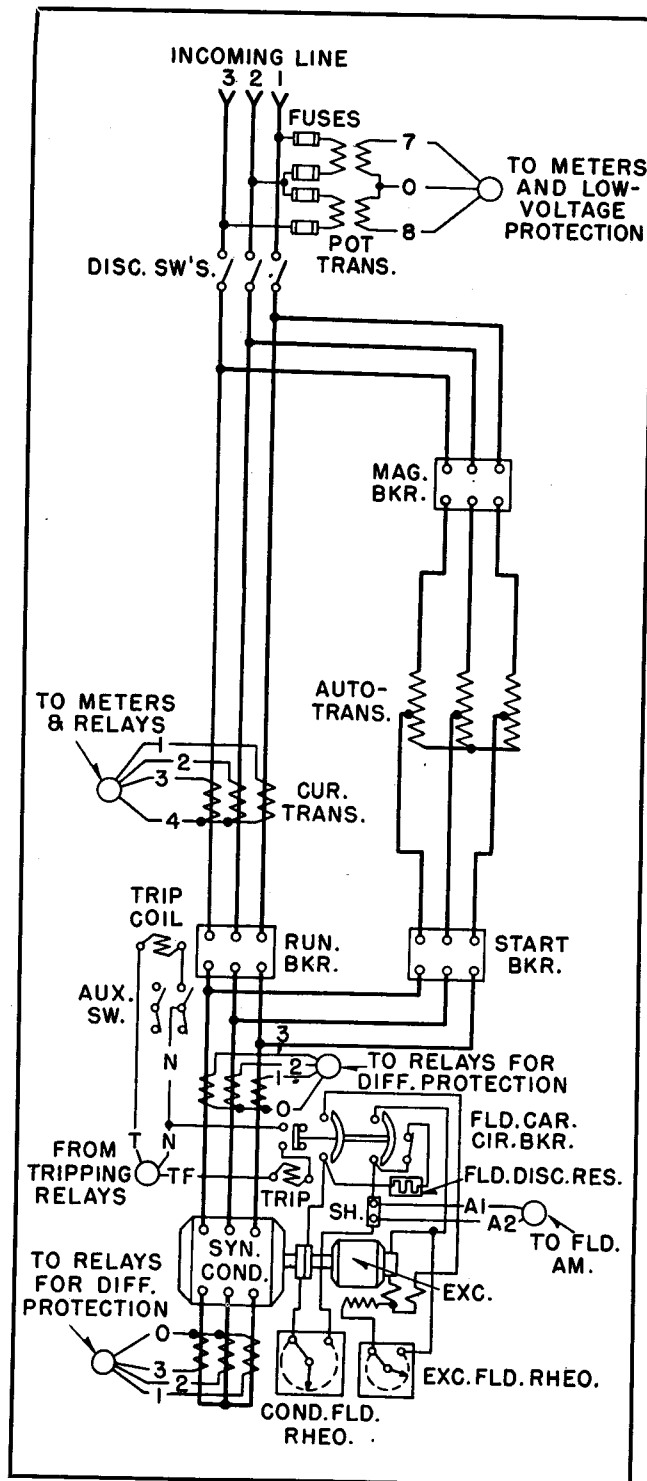 INCOMING LINE
3 2 1
FUSES
7
0
8
TO METERS
AND LOW-
VOLTAGE
PROTECTION
POT
TRANS.
DISC. SW'S.
MAG.
BKR.
AUTO-
TRANS.
TO METERS
& RELAYS
1
2
3
4
CUR.
TRANS.
TRIP
COIL
RUN.
BKR.
START
BKR.
AUX.
SW.
N
3
2
1
0
TO RELAYS FOR
DIFF. PROTECTION
FLD. CAR.
CIR. BKR.
T
N
FROM
TRIPPING
RELAYS
TF
TRIP
FLD. DISC. RES.
SH.
A1
A2
TO FLD.
AM.
SYN.
COND.
EXC.
TO RELAYS
FOR DIFF.
PROTECTION
0
3
2
1
COND. FLD.
RHEO.
EXC. FLD. RHEO.